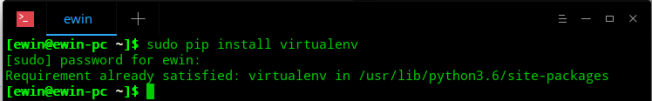 ewin
[ewin@ewin-pc ~]$ sudo pip install virtualenv
[sudo] password for ewin:
Requirement already satisfied: virtualenv in /usr/lib/python3.6/site-packages
[ewin@ewin-pc ~]$